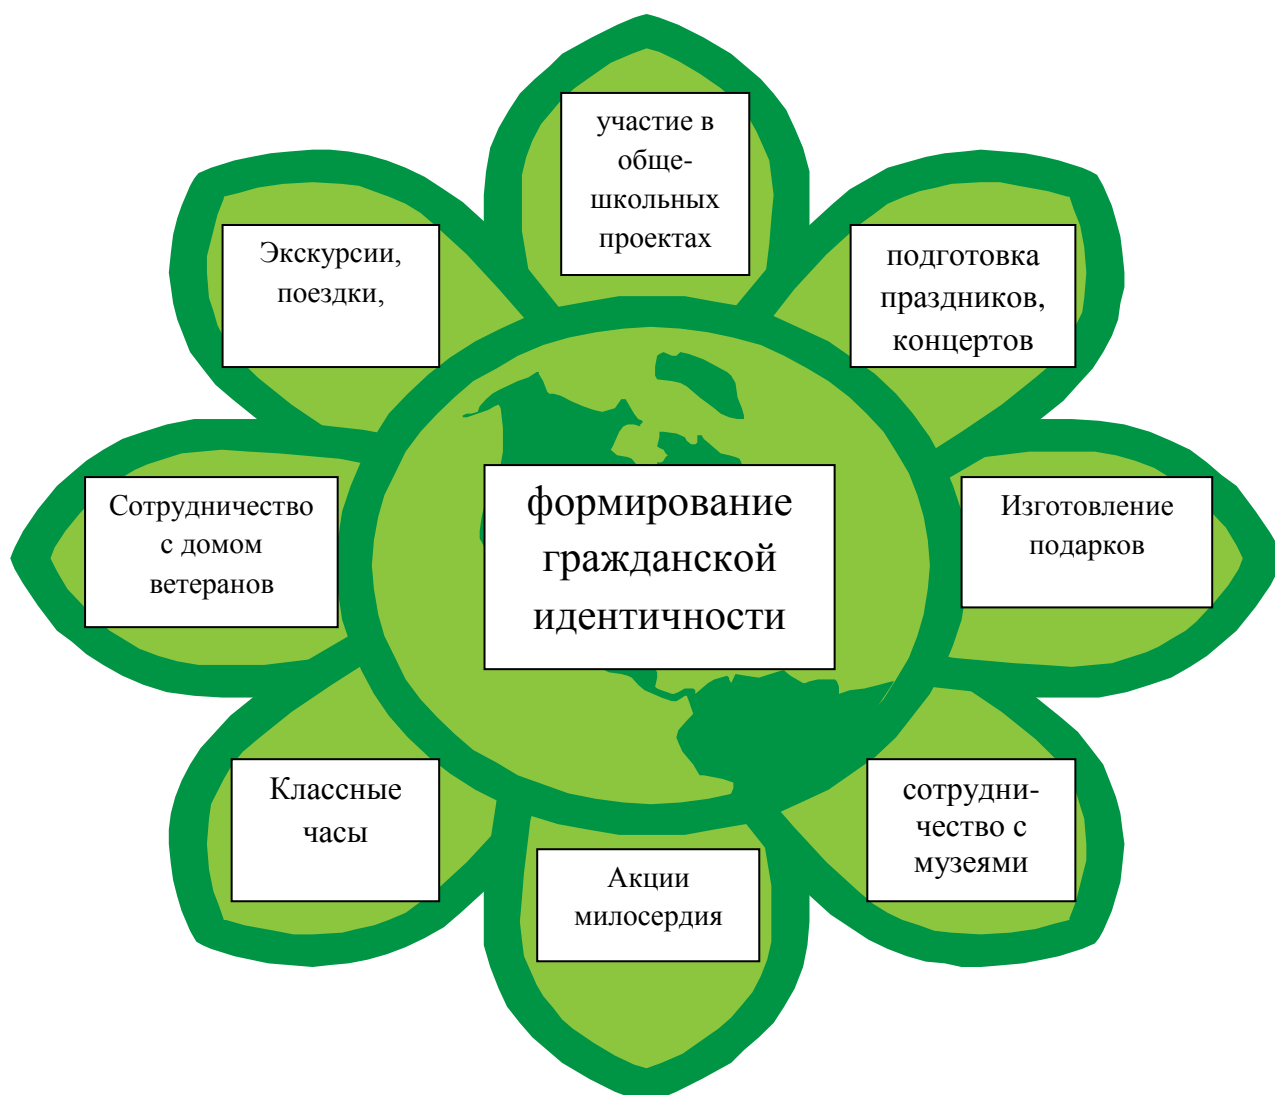 участие в
обще-
школьных
проектах
Экскурсии,
поездки,
подготовка
праздников,
концертов
Сотрудничество
с домом
ветеранов
формирование
гражданской
идентичности
Изготовление
подарков
Классные
часы
Акции
милосердия
сотрудни-
чество с
музеями